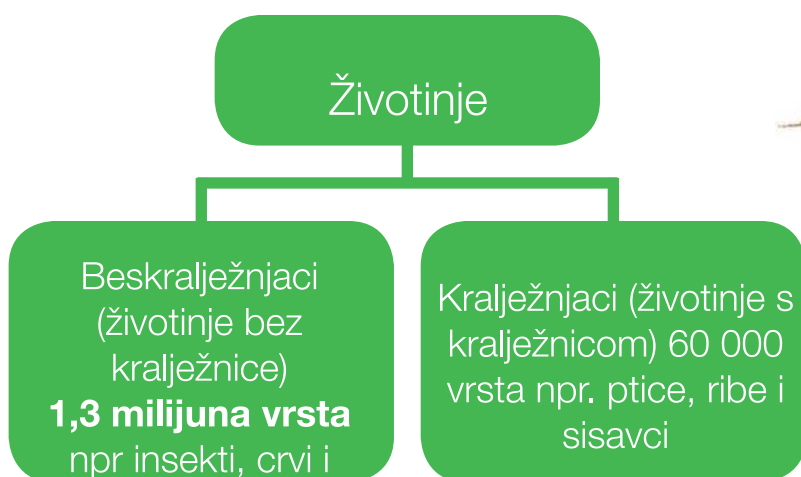 Životinje
Beskralježnjaci
(životinje bez
kralježnice)
1,3 milijuna vrsta
npr insekti, crvi i
Kralježnjaci (životinje s
kralježnicom) 60 000
vrsta npr. ptice, ribe i
sisavci